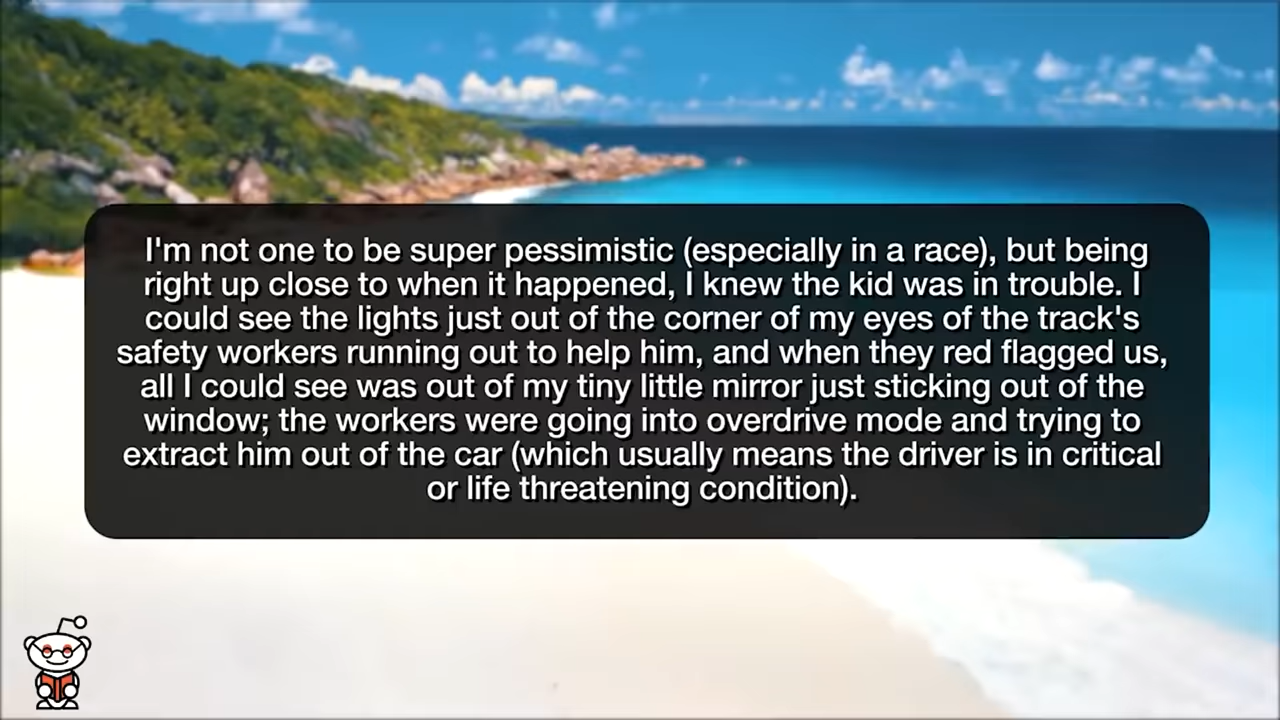 I'm not one to be super pessimistic (especially in a race), but being
right up close to when it happened, I knew the kid was in trouble. I
could see the lights just out of the corner of my eyes of the track's
safety workers running out to help him, and when they red flagged us,
all I could see was out of my tiny little mirror just sticking out of the
window; the workers were going into overdrive mode and trying to
extract him out of the car (which usually means the driver is in critical
or life threatening condition).